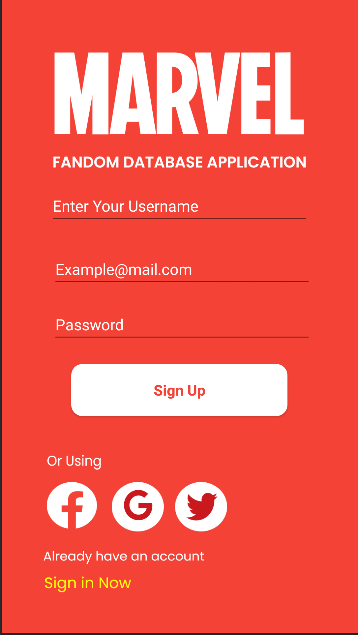 MARVEL
FANDOM DATABASE APPLICATION
Enter Your Username
Example@mail.com
Password
Sign Up
Or Using
Already have an account
Sign in Now